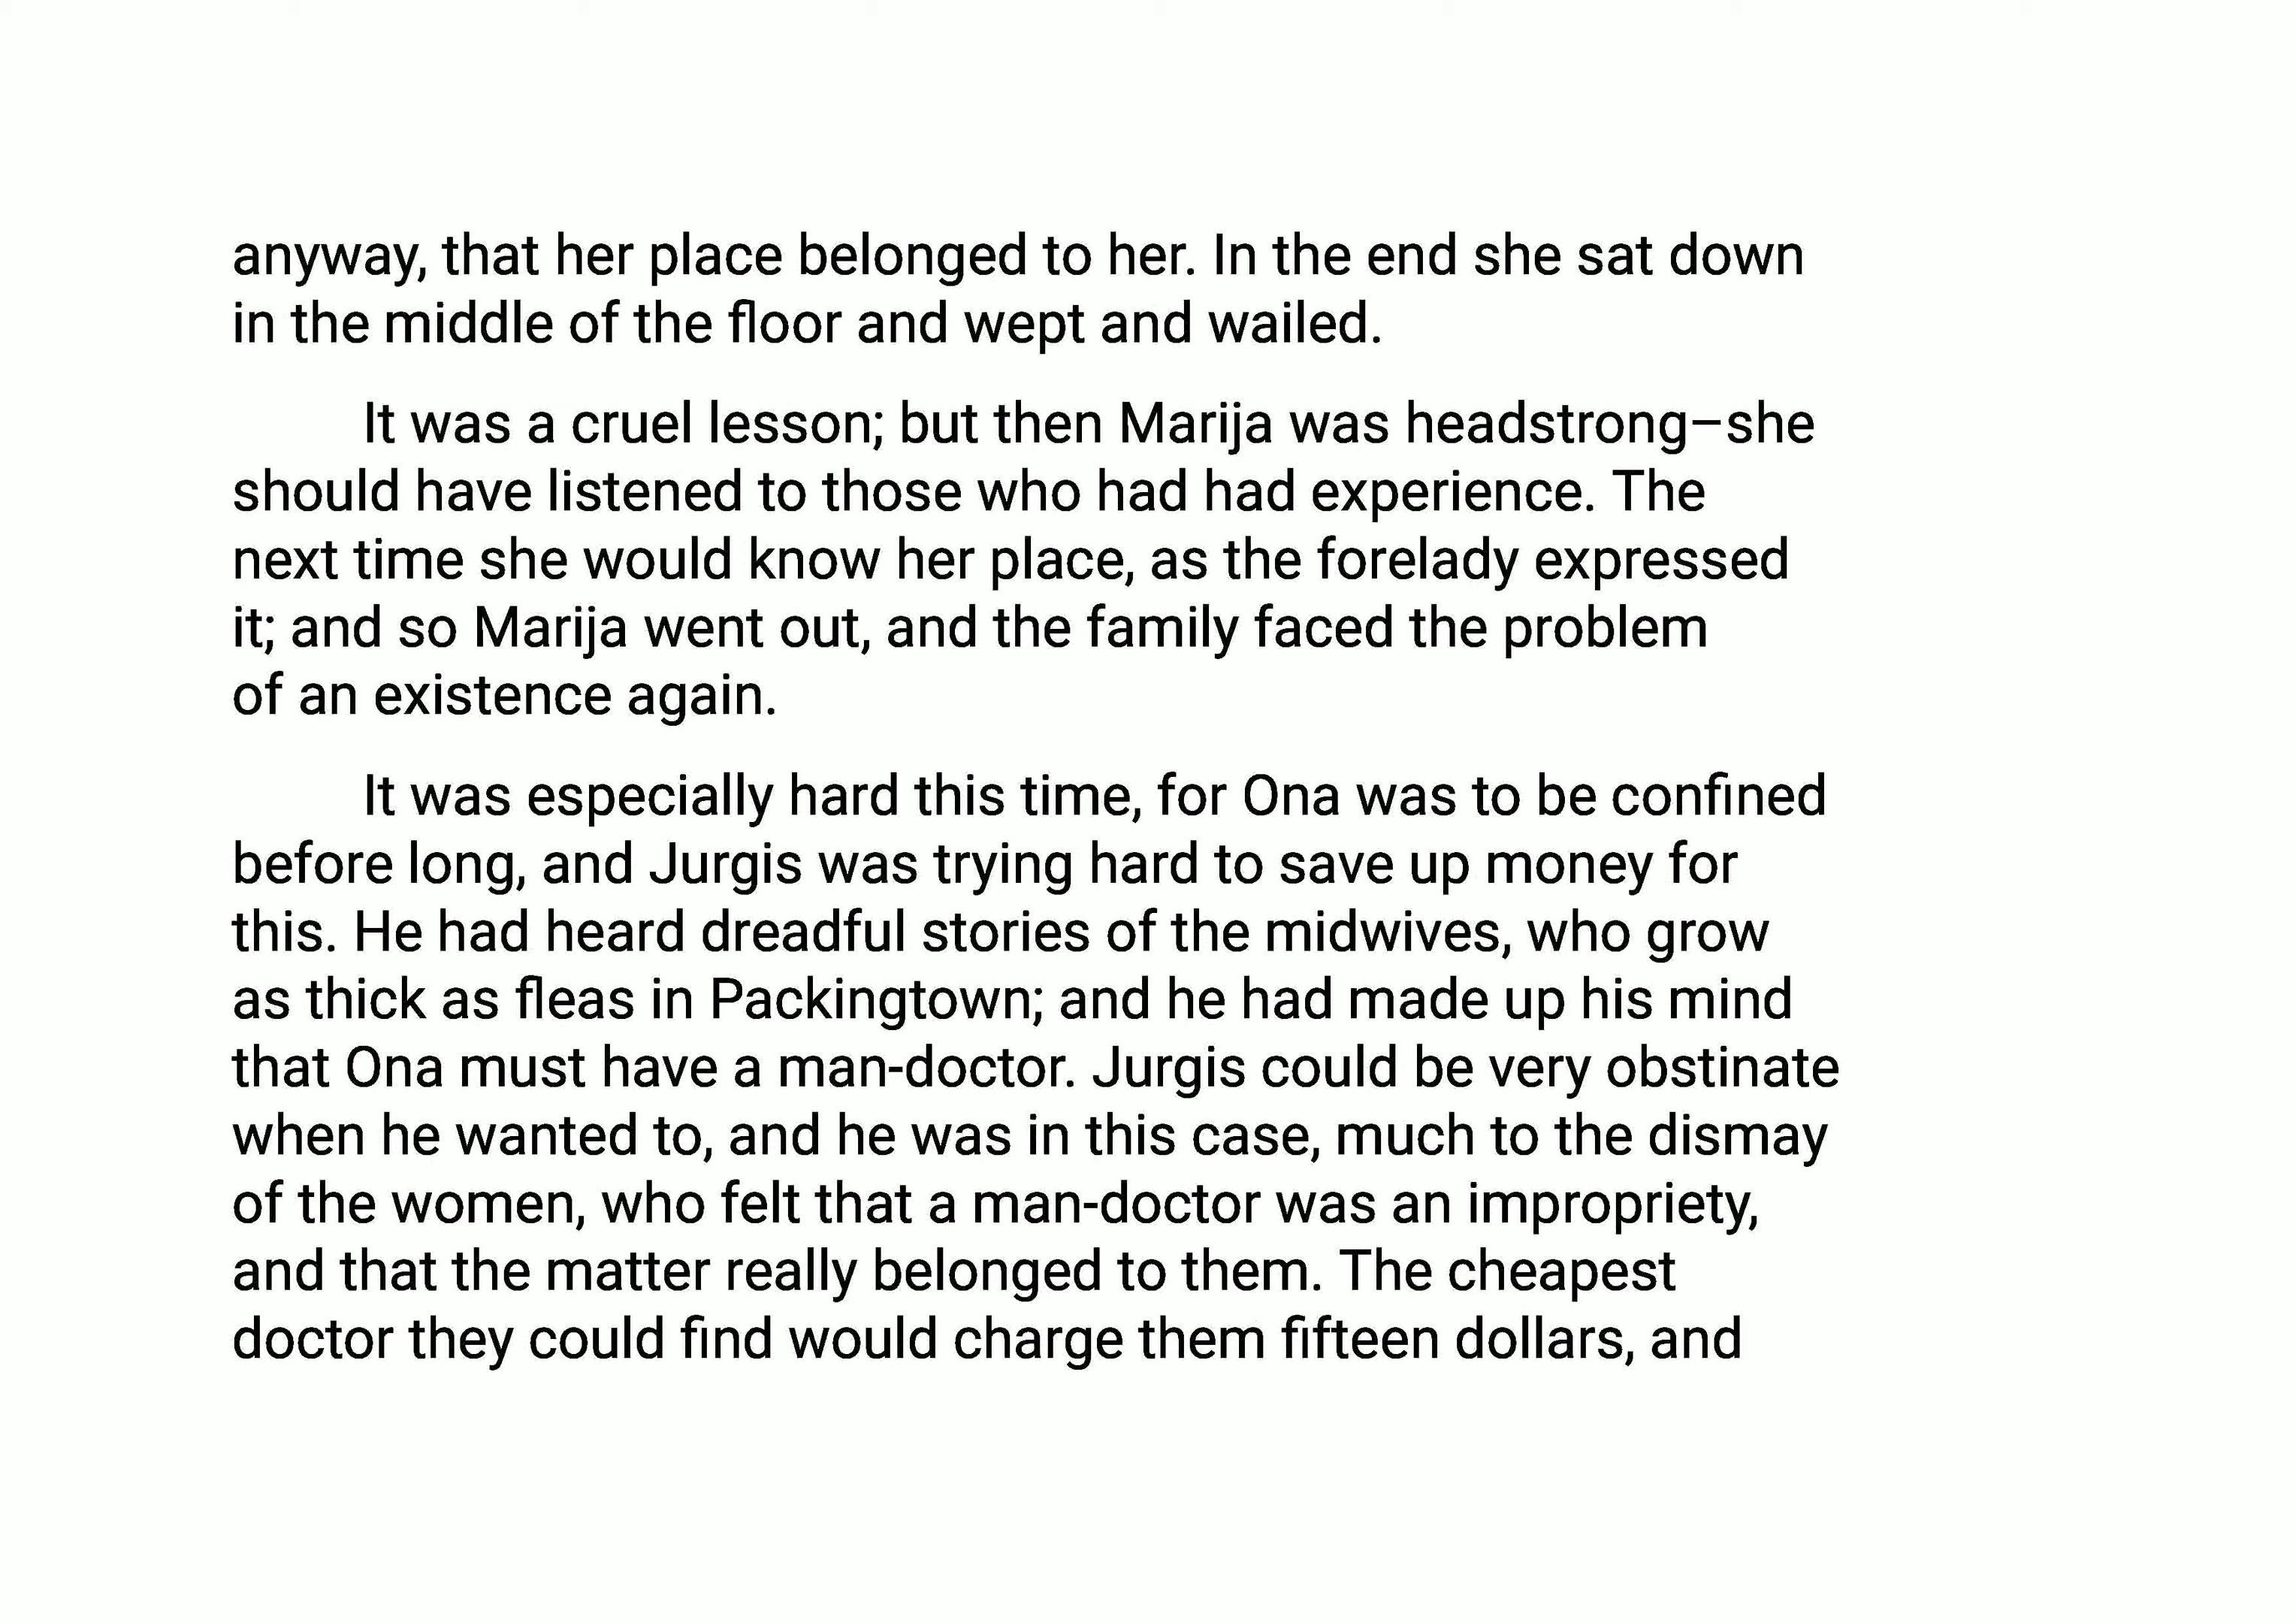 anyway, that her place belonged to her. In the end she sat down
in the middle of the floor and wept and wailed.
It was a cruel lesson; but then Marija was headstrong—she
should have listened to those who had had experience. The
next time she would know her place, as the forelady expressed
it; and so Marija went out, and the family faced the problem
of an existence again.
It was especially hard this time, for Ona was to be confined
before long, and Jurgis was trying hard to save up money for
this. He had heard dreadful stories of the midwives, who grow
as thick as fleas in Packingtown; and he had made up his mind
that Ona must have a man-doctor. Jurgis could be very obstinate
when he wanted to, and he was in this case, much to the dismay
of the women, who felt that a man-doctor was an impropriety,
and that the matter really belonged to them. The cheapest
doctor they could find would charge them fifteen dollars, and